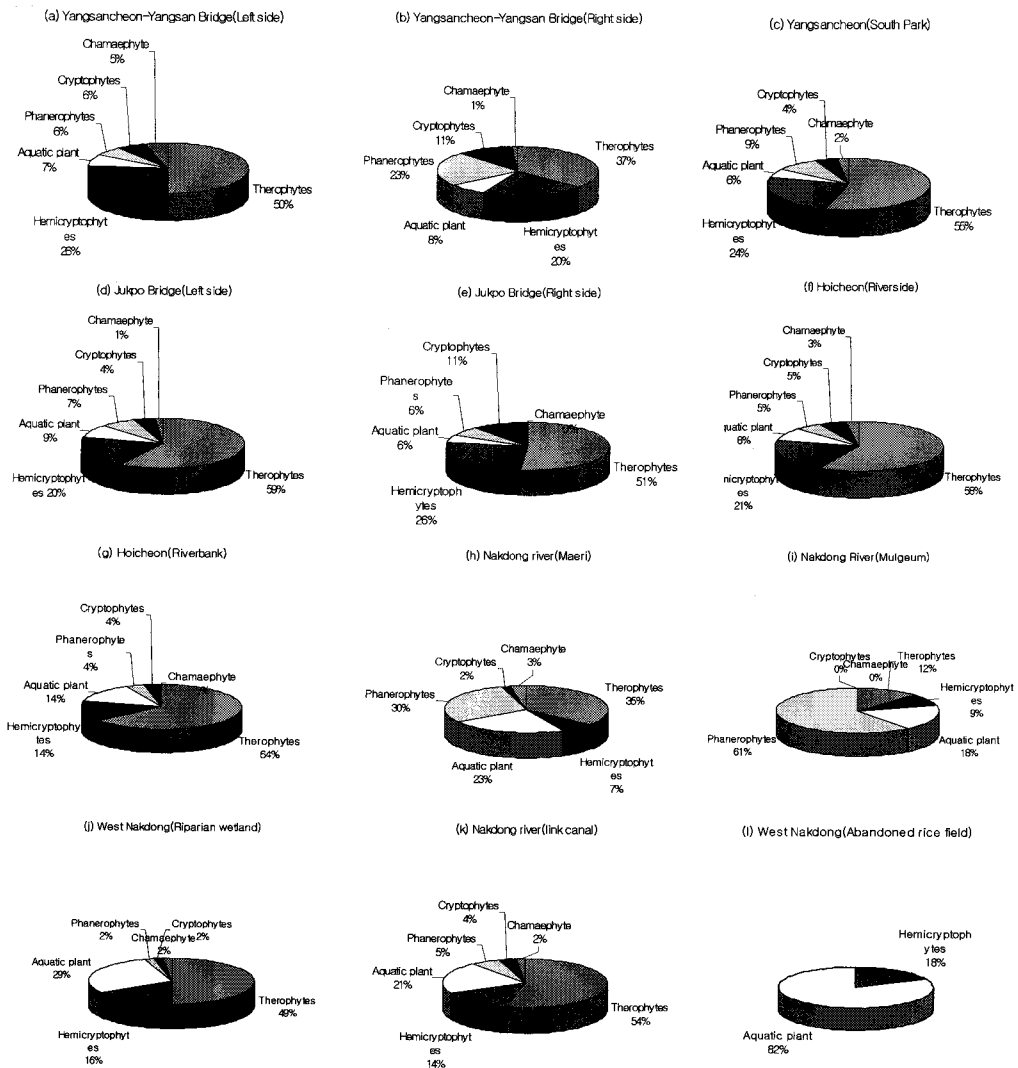 (a) Yangsancheon-Yangsan Bridge(Left side)
Chamaephyte
5%
Cryptophytes
6%
Phanerophytes
6%
Aquatic plant
7%
Hemicryptophyt
es
26%
Therophytes
50%
(b) Yangsancheon-Yangsan Bridge(Right side)
Chamaephyte
1%
Cryptophytes
11%
Phanerophytes
23%
Aquatic plant
8%
Hemicryptophyt
es
20%
Therophytes
37%
(c) Yangsancheon(South Park)
Cryptophytes
4%
Chamaephyte
2%
Phanerophytes
9%
Aquatic plant
6%
Hemicryptophyt
es
24%
Therophytes
(d) Jukpo Bridge(Left side)
Chamaephyte
1%
Cryptophytes
4%
Phanerophytes
7%
Aquatic plant
9%
Hemicryptophyt
es 20%
Therophytes
59%
(e) Jukpo Bridge(Right side)
Cryptophytes
11%
Phanerophyte
s
6%
Aquatic plant
6%
Chamaephyte
Hemicryptoph
ytes
26%
Therophytes
51%
(f) Hoicheon(Riverside)
Chamaephyte
3%
Cryptophytes
5%
Phanerophytes
5%
quatic plant
6%
nicryptophyt
es
21%
Therophytes
(g) Hoicheon(Riverbank)
Cryptophytes
4%
Phanerophyte
s
4%
Aquatic plant
14%
Chamaephyte
Hemicryptoph
ytes
14%
Therophytes
64%
(h) Nakdong river(Maeri)
Chamaephyte
3%
Cryptophytes
2%
Phanerophytes
30%
Aquatic plant
23%
Hemicryptophyt
es
7%
Therophytes
35%
(i) Nakdong River(Mulgeum)
Cryptophytes
0%
Chamaephyte
0%
Therophytes
12%
Hemicryptophyt
es
9%
Aquatic plant
18%
Phanerophytes
61%
(j) West Nakdong(Riparian wetland)
Phanerophytes
2%
Cryptophytes
2%
Chamaephyte
2%
Aquatic plant
29%
Hemicryptophyt
es
16%
Therophytes
49%
(k) Nakdong river(link canal)
Cryptophytes
4%
Chamaephyte
2%
Phanerophytes
5%
Aquatic plant
21%
Hemicryptophyt
es
14%
Therophytes
54%
(l) West Nakdong(Abandoned rice field)
Hemicryptoph
ytes
18%
Aquatic plant
82%